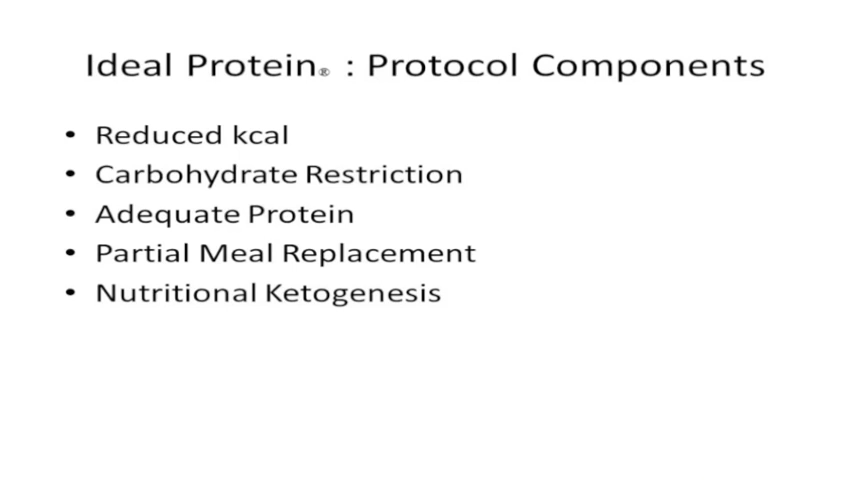 Ideal Protein® : Protocol Components
• Reduced kcal
• Carbohydrate Restriction
• Adequate Protein
• Partial Meal Replacement
• Nutritional Ketogenesis